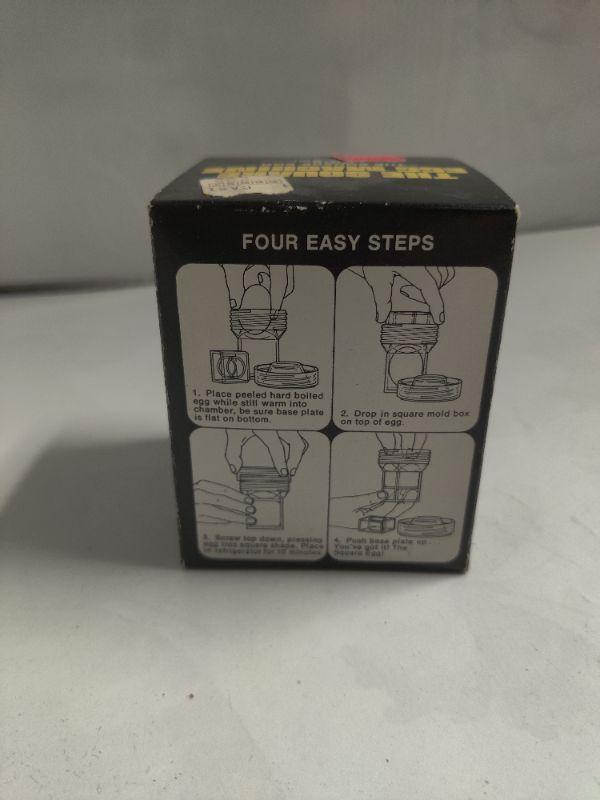 FOUR EASY STEPS
1. Place peeled hard boiled
egg while still warm into
chamber, be sure base plate
is flat on bottom.
2. Drop in square mold box
on top of egg.
3. Screw top down, pressing
egg into square shape. Place
in refrigerator for 10 minutes.
4. Push base plate up...
You've got it! The
Square Egg!